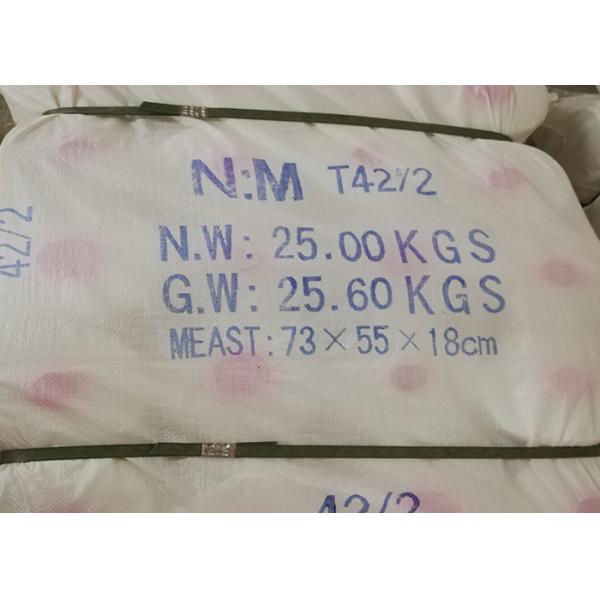 N:M T42S/2
N.W: 25.00KGS
G.W: 25.60KGS
MEAST: 73×55×18cm
42/2
42/2